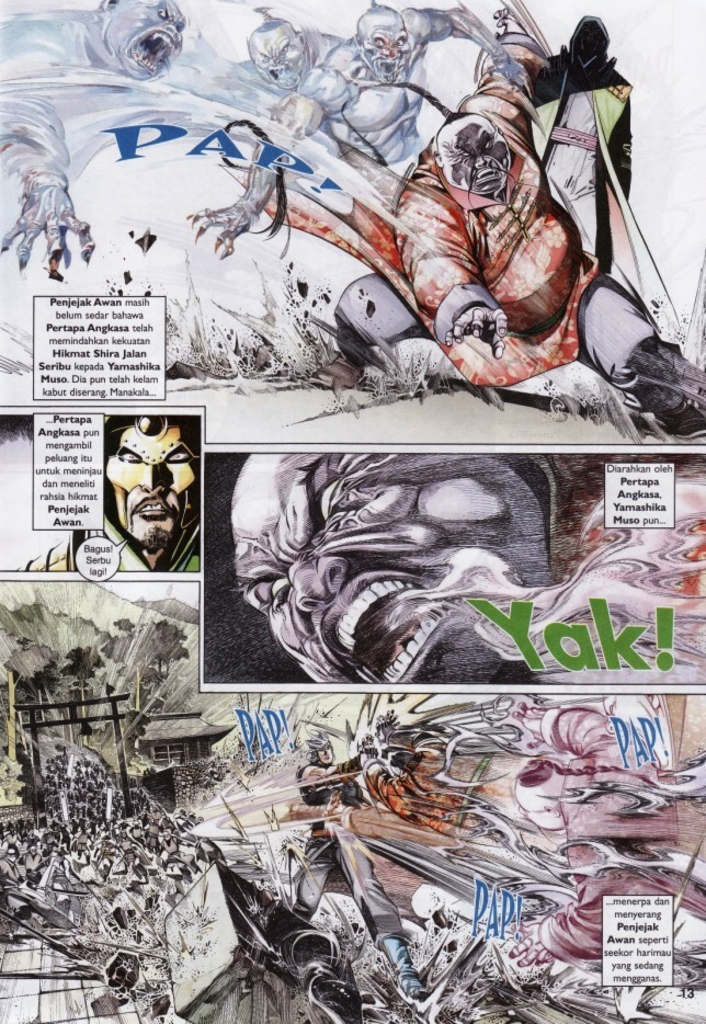 PAP!
Penjejak Awan masih
belum sedar bahawa
Pertapa Angkasa telah
memindahkan kekuatan
Hikmat Shira Jalan
Seribu kepada Yamashika
Muso. Dia pun telah kelam
kabut diserang. Manakala...
...Pertapa
Angkasa pun
mengambil
peluang itu
untuk meninjau
dan meneliti
rahsia hikmat
Penjejak
Awan.
Bagus!
Serbu
lagi!
Diarahkan oleh
Pertapa
Angkasa,
Yamashika
Muso pun...
Yak!
PAP!
PAP!
PAP!
...menerpa dan
menyerang
Penjejak
Awan seperti
seekor harimau
yang sedang
mengganas.
13